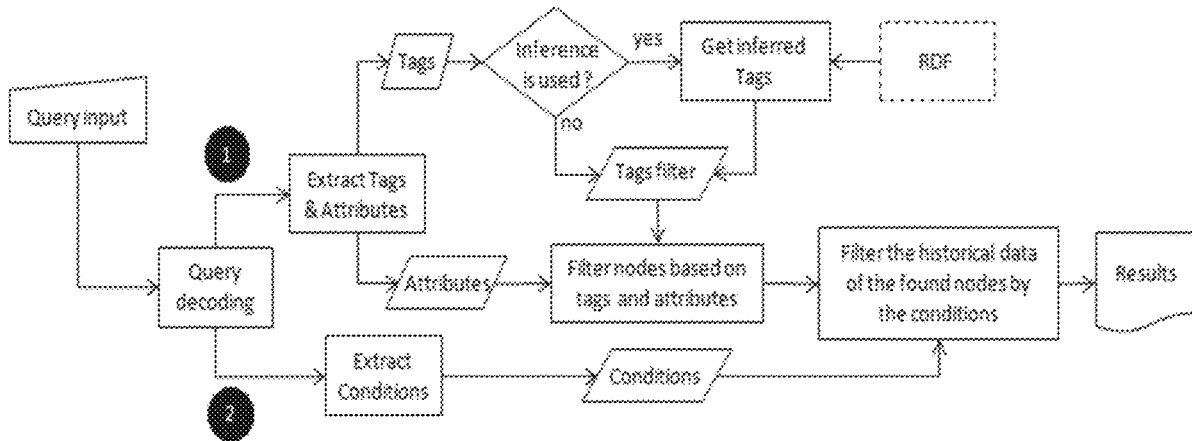 Query input
1
Query
decoding
2
Extract Tags
& Attributes
Tags
Inference
is used ?
yes
no
Get inferred
Tags
RDF
Tags filter
Attributes
Filter nodes based on
tags and attributes
Extract
Conditions
Conditions
Filter the historical data
of the found nodes by
the conditions
Results